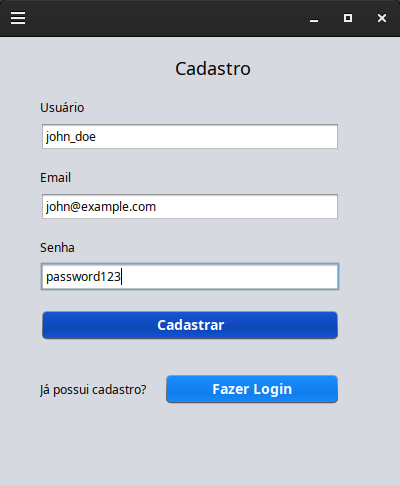 Cadastro
Usuário
john_doe
Email
john@example.com
Senha
password123
Cadastrar
Já possui cadastro? Fazer Login